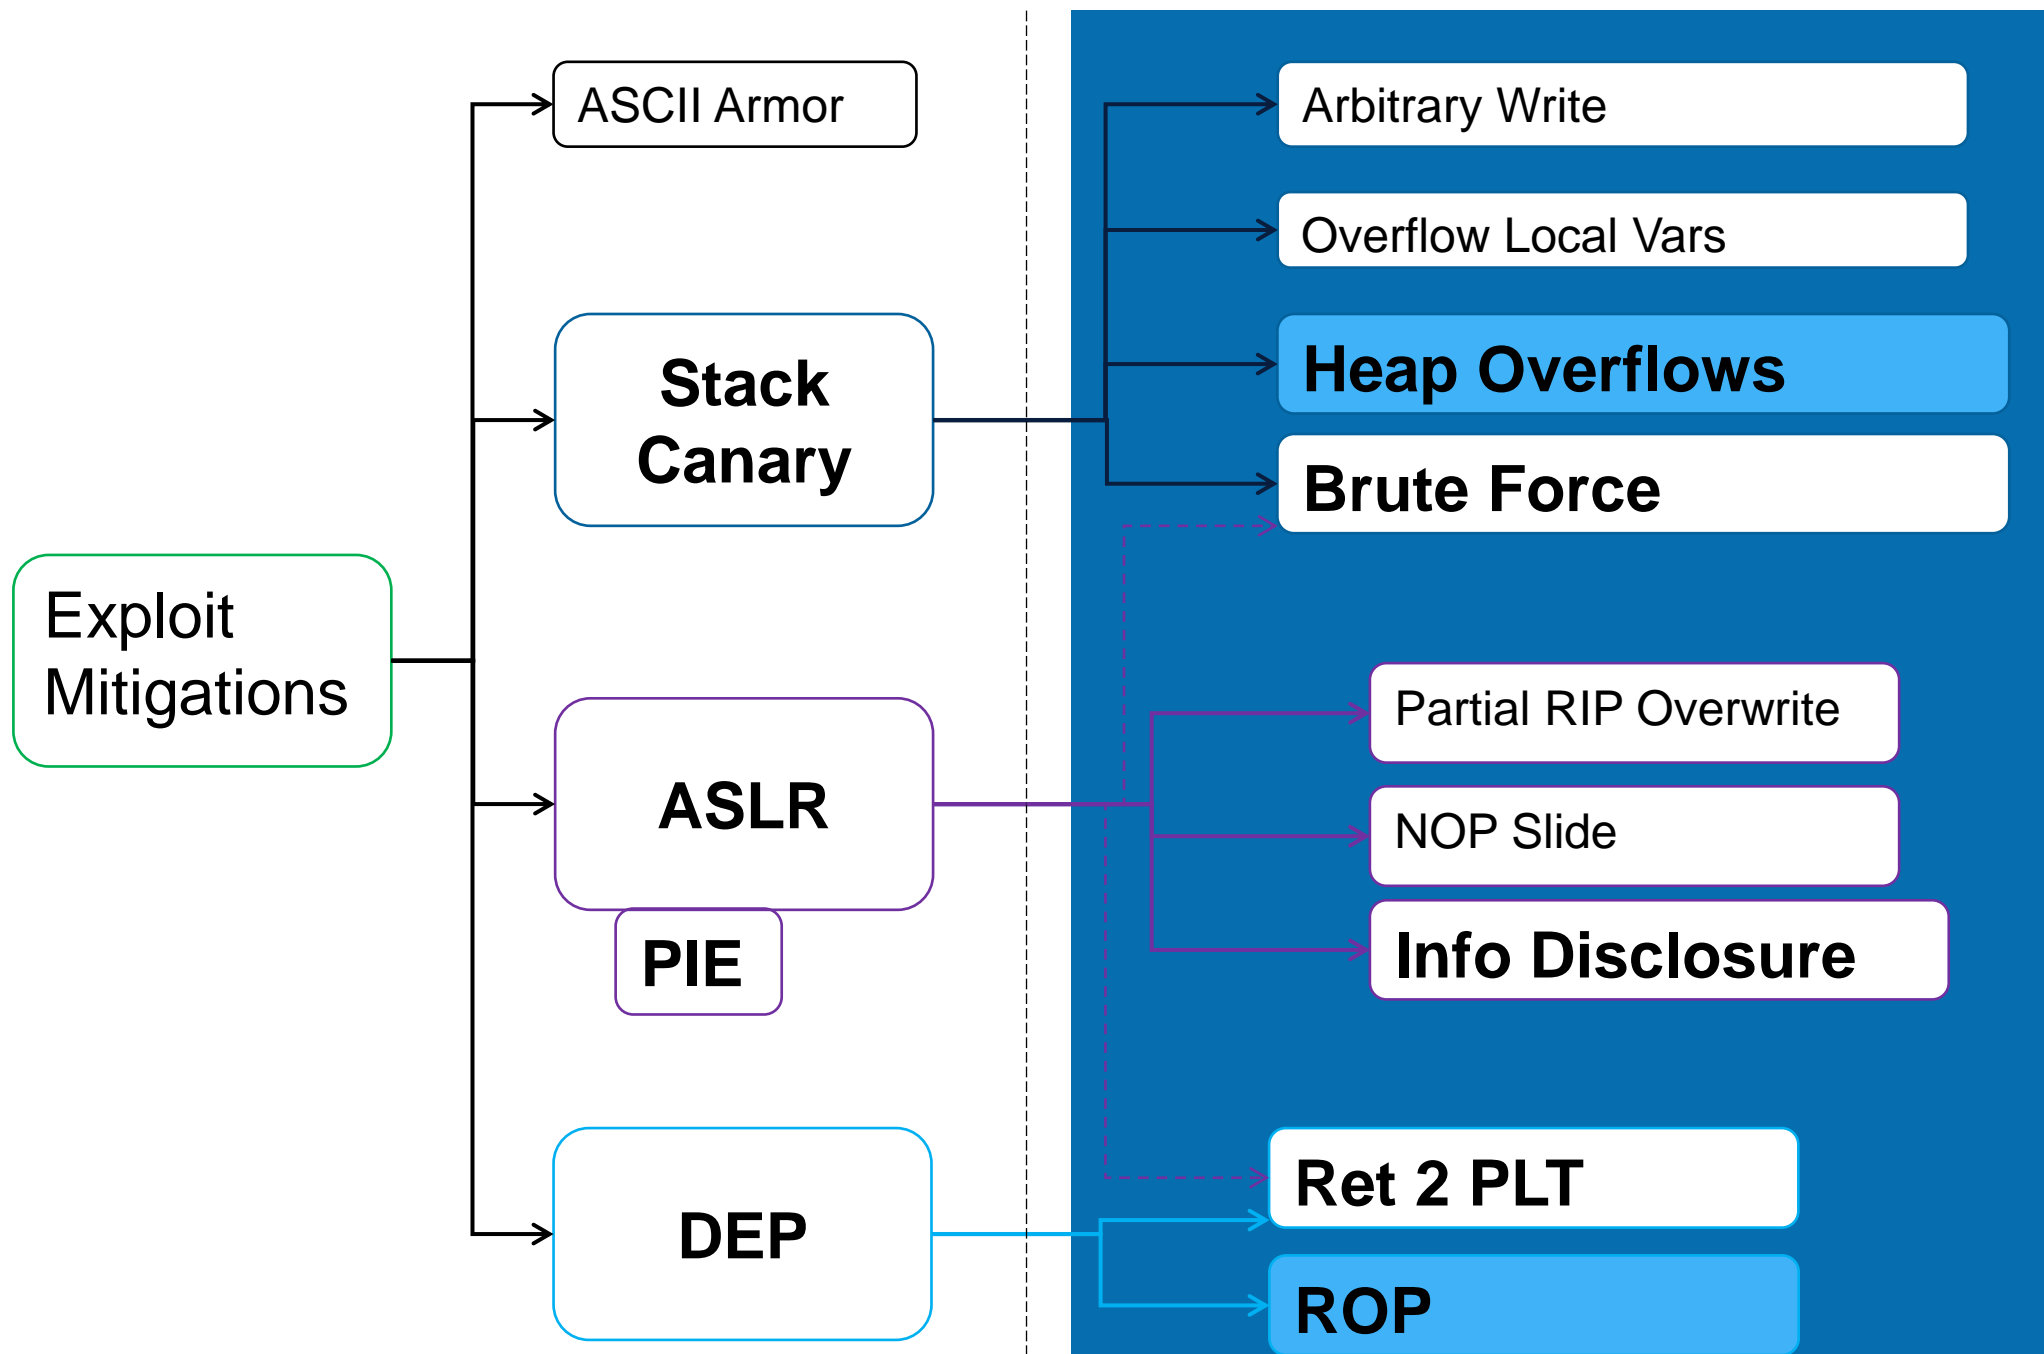 Exploit
Mitigations
ASCII Armor
Stack
Canary
ASLR
PIE
DEP
Arbitrary Write
Overflow Local Vars
Heap Overflows
Brute Force
Partial RIP Overwrite
NOP Slide
Info Disclosure
Ret 2 PLT
ROP